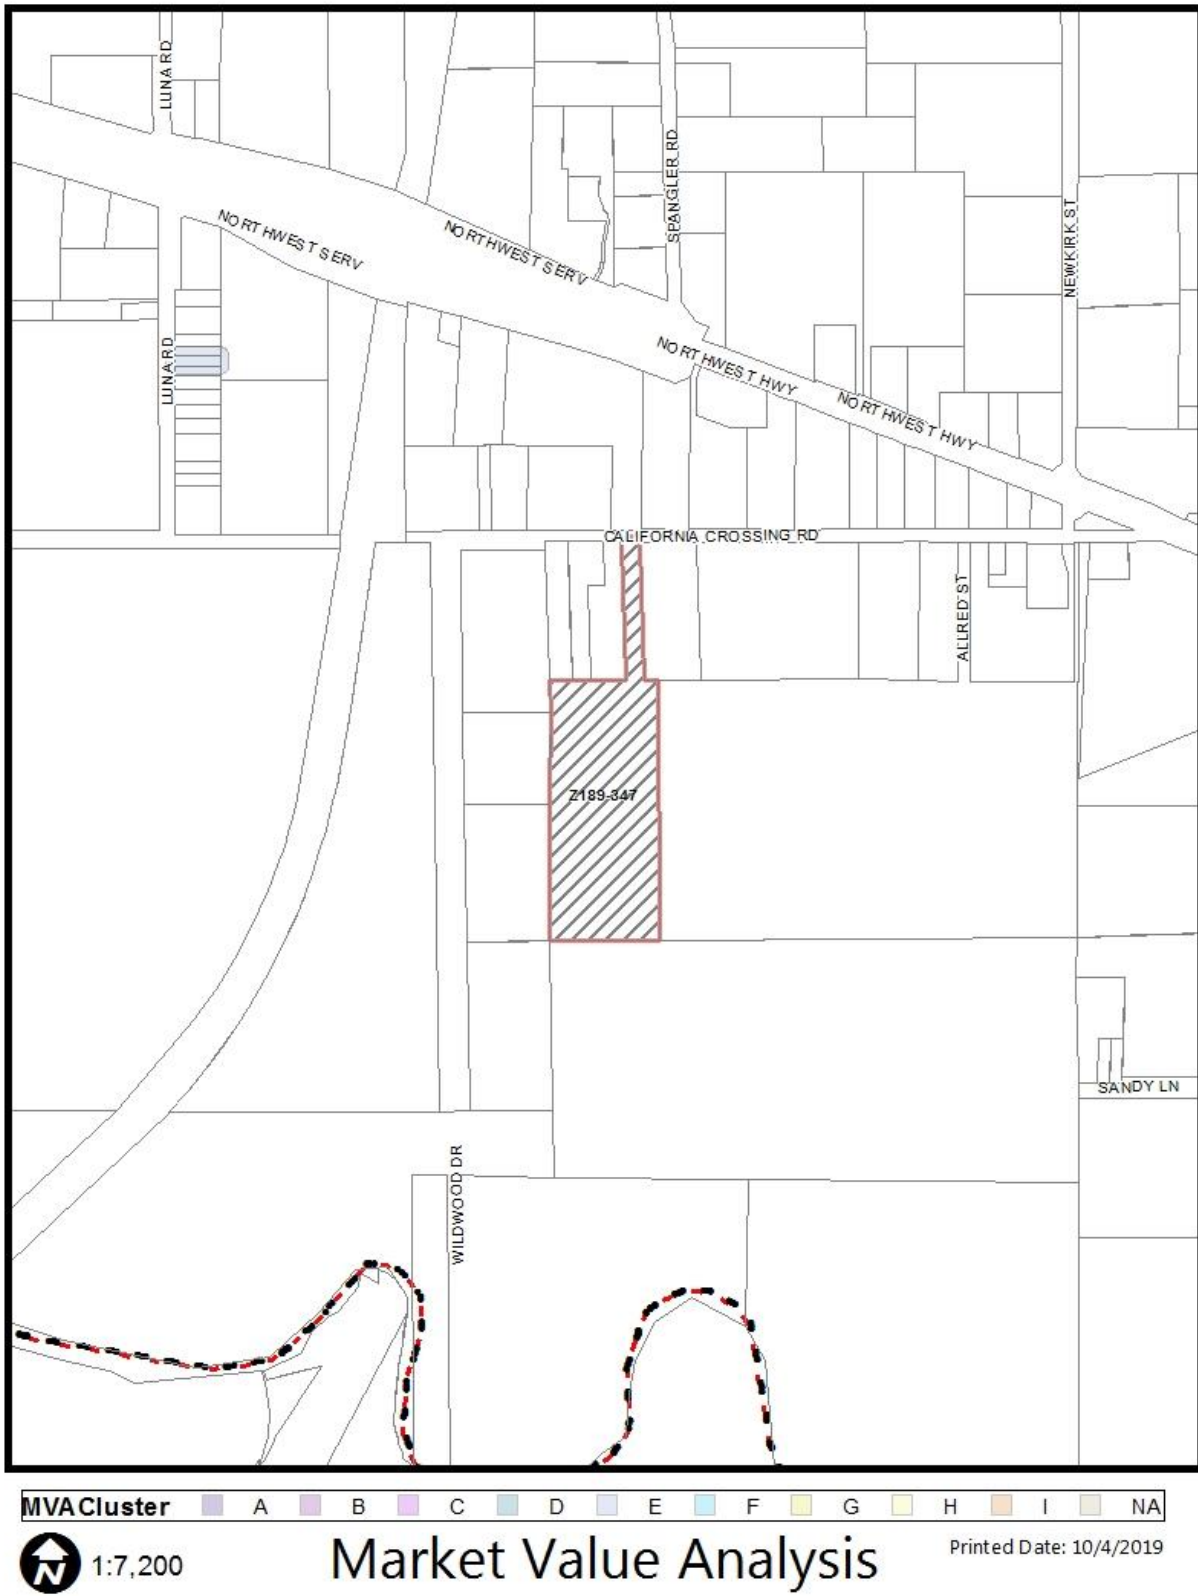 LUNA RD
SPANGLER RD
NEWKIRK ST
NORTHWEST SERV
NORTHWEST SERV
LUNA RD
NORTHWEST HWY
NORTHWEST HWY
CALIFORNIA CROSSING RD
ALLRED ST
Z189-347
SANDY LN
WILDWOOD DR
MVACluster A B C D E F G H I NA
N 1:7,200 Market Value Analysis Printed Date: 10/4/2019